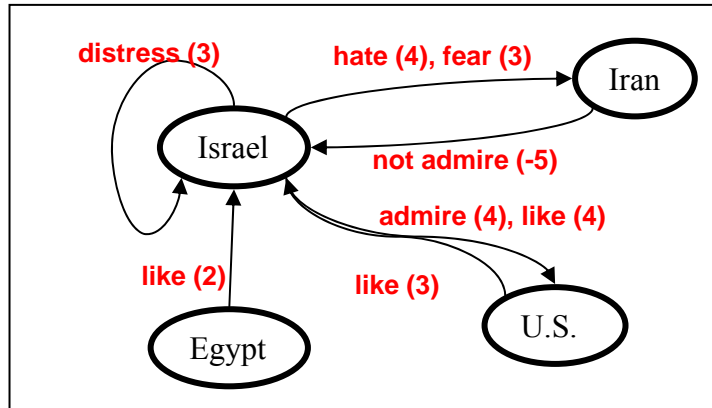 distress (3)
hate (4), fear (3)
Iran
Israel
not admire (-5)
admire (4), like (4)
like (2)
like (3)
U.S.
Egypt